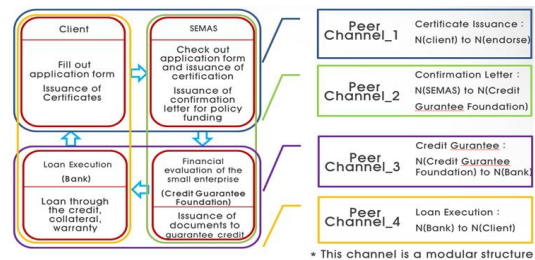 Client
Fill out
application form
Issuance of
Certificates
SEMAS
Check out
application form
and issuance of
certification
Issuance of
confirmation
letter for policy
funding
Loan Execution
(Bank)
Loan through
the credit,
collateral,
warranty
Financial
evaluation of the
small enterprise
(Credit Guarantee
Foundation)
Issuance of
documents to
guarantee credit
Peer
Channel_1
Certificate Issuance :
N(client) to N(endorse)
Peer
Channel_2
Confirmation Letter :
N(SEMAS) to N(Credit
Gurantee Foundation)
Peer
Channel_3
Credit Gurantee :
N(Credit Gurantee
Foundation) to N(Bank)
Peer
Channel_4
Loan Execution :
N(Bank) to N(Client)
* This channel is a modular structure